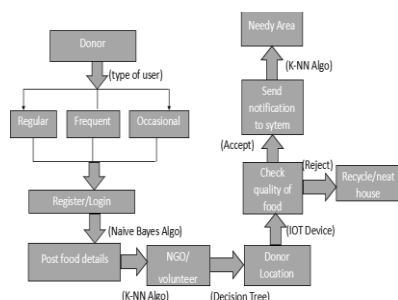 Donor
(type of user)
Regular
Frequent
Occasional
Register/Login
(Naive Bayes Algo)
Post food details
(K-NN Algo)
NGO/
volunteer
(Decision Tree)
Donor
Location
(IOT Device)
Check
quality of
food
(Reject)
Recycle/neat
house
(Accept)
Send
notification
to sytem
(K-NN Algo)
Needy Area